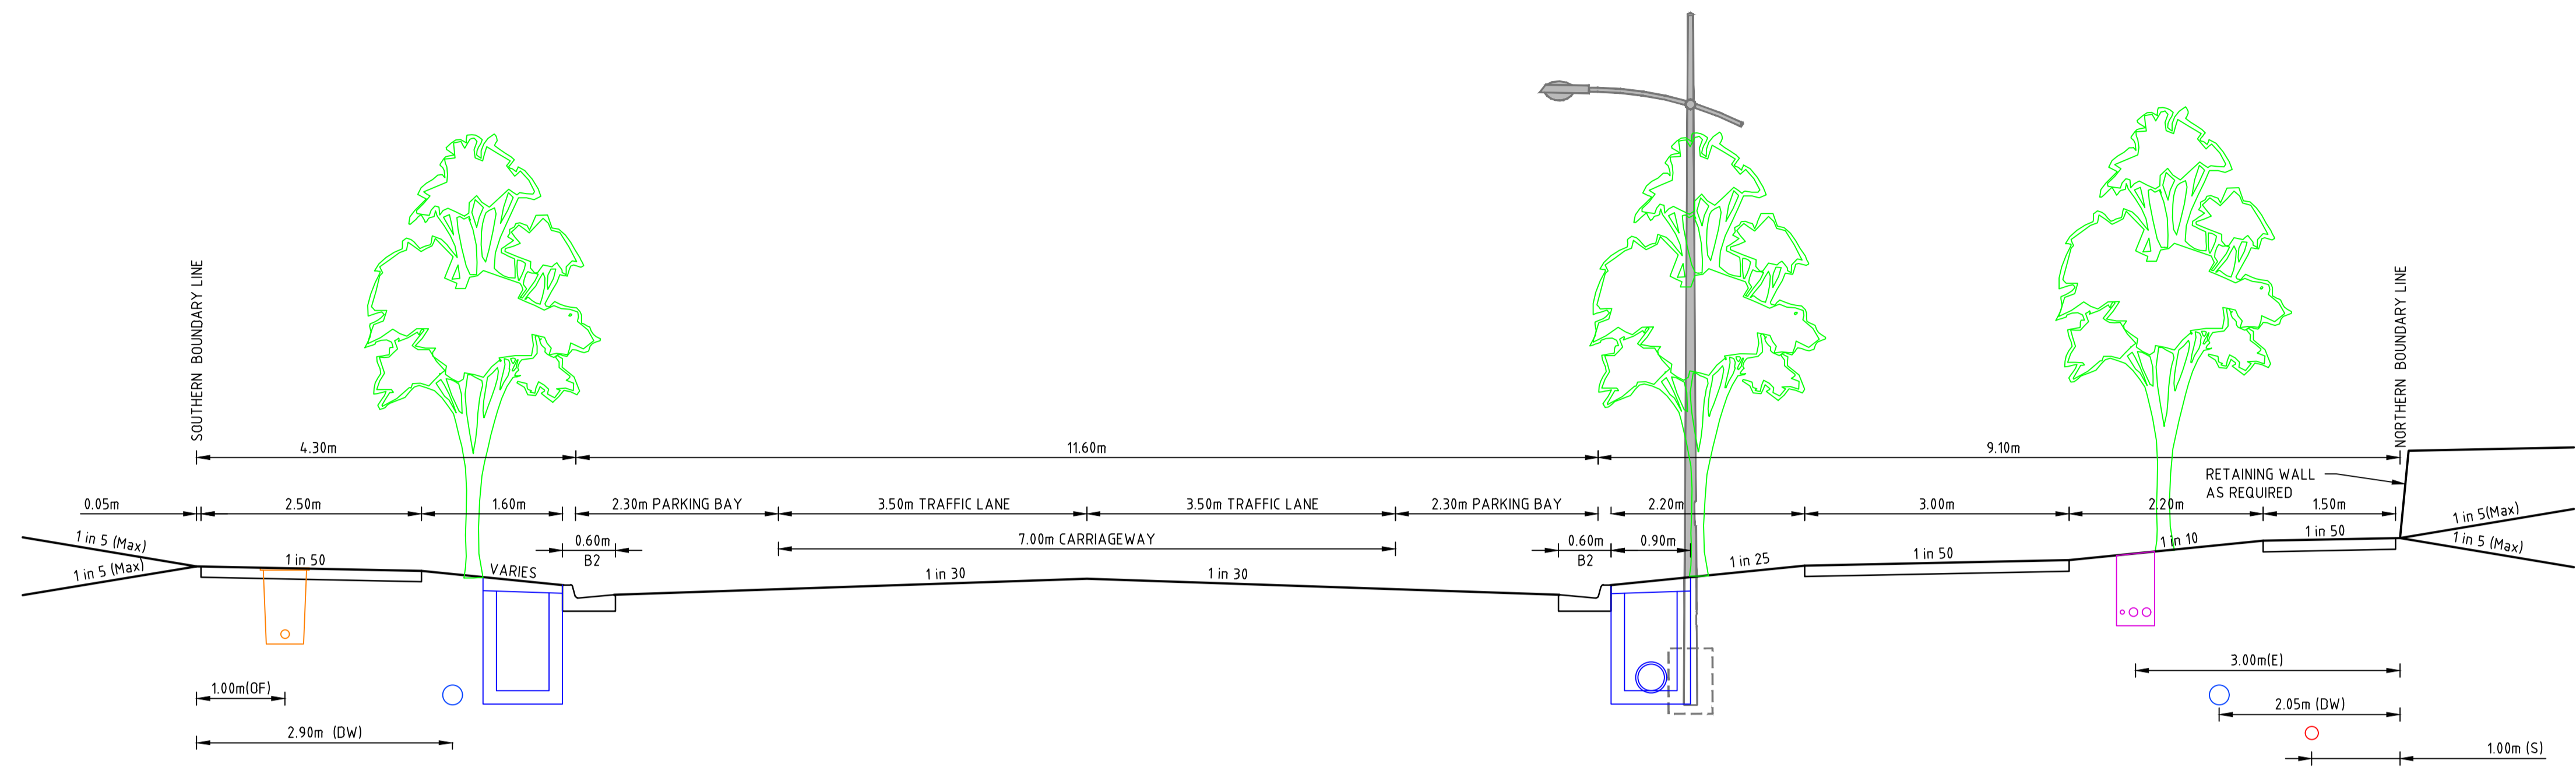 SOUTHERN BOUNDARY LINE
NORTHERN BOUNDARY LINE
4.30m
11.60m
9.10m
RETAINING WALL
AS REQUIRED
0.05m
2.50m
1.60m
2.30m PARKING BAY
3.50m TRAFFIC LANE
3.50m TRAFFIC LANE
2.30m PARKING BAY
2.20m
3.00m
2.20m
1.50m
0.60m
B2
7.00m CARRIAGEWAY
0.60m
B2
0.90m
1 in 5 (Max)
1 in 5 (Max)
1 in 50
VARIES
1 in 30
1 in 30
1 in 25
1 in 50
1 in 10
1 in 50
1 in 5(Max)
1 in 5 (Max)
3.00m(E)
1.00m(OF)
2.05m (DW)
2.90m (DW)
1.00m (S)